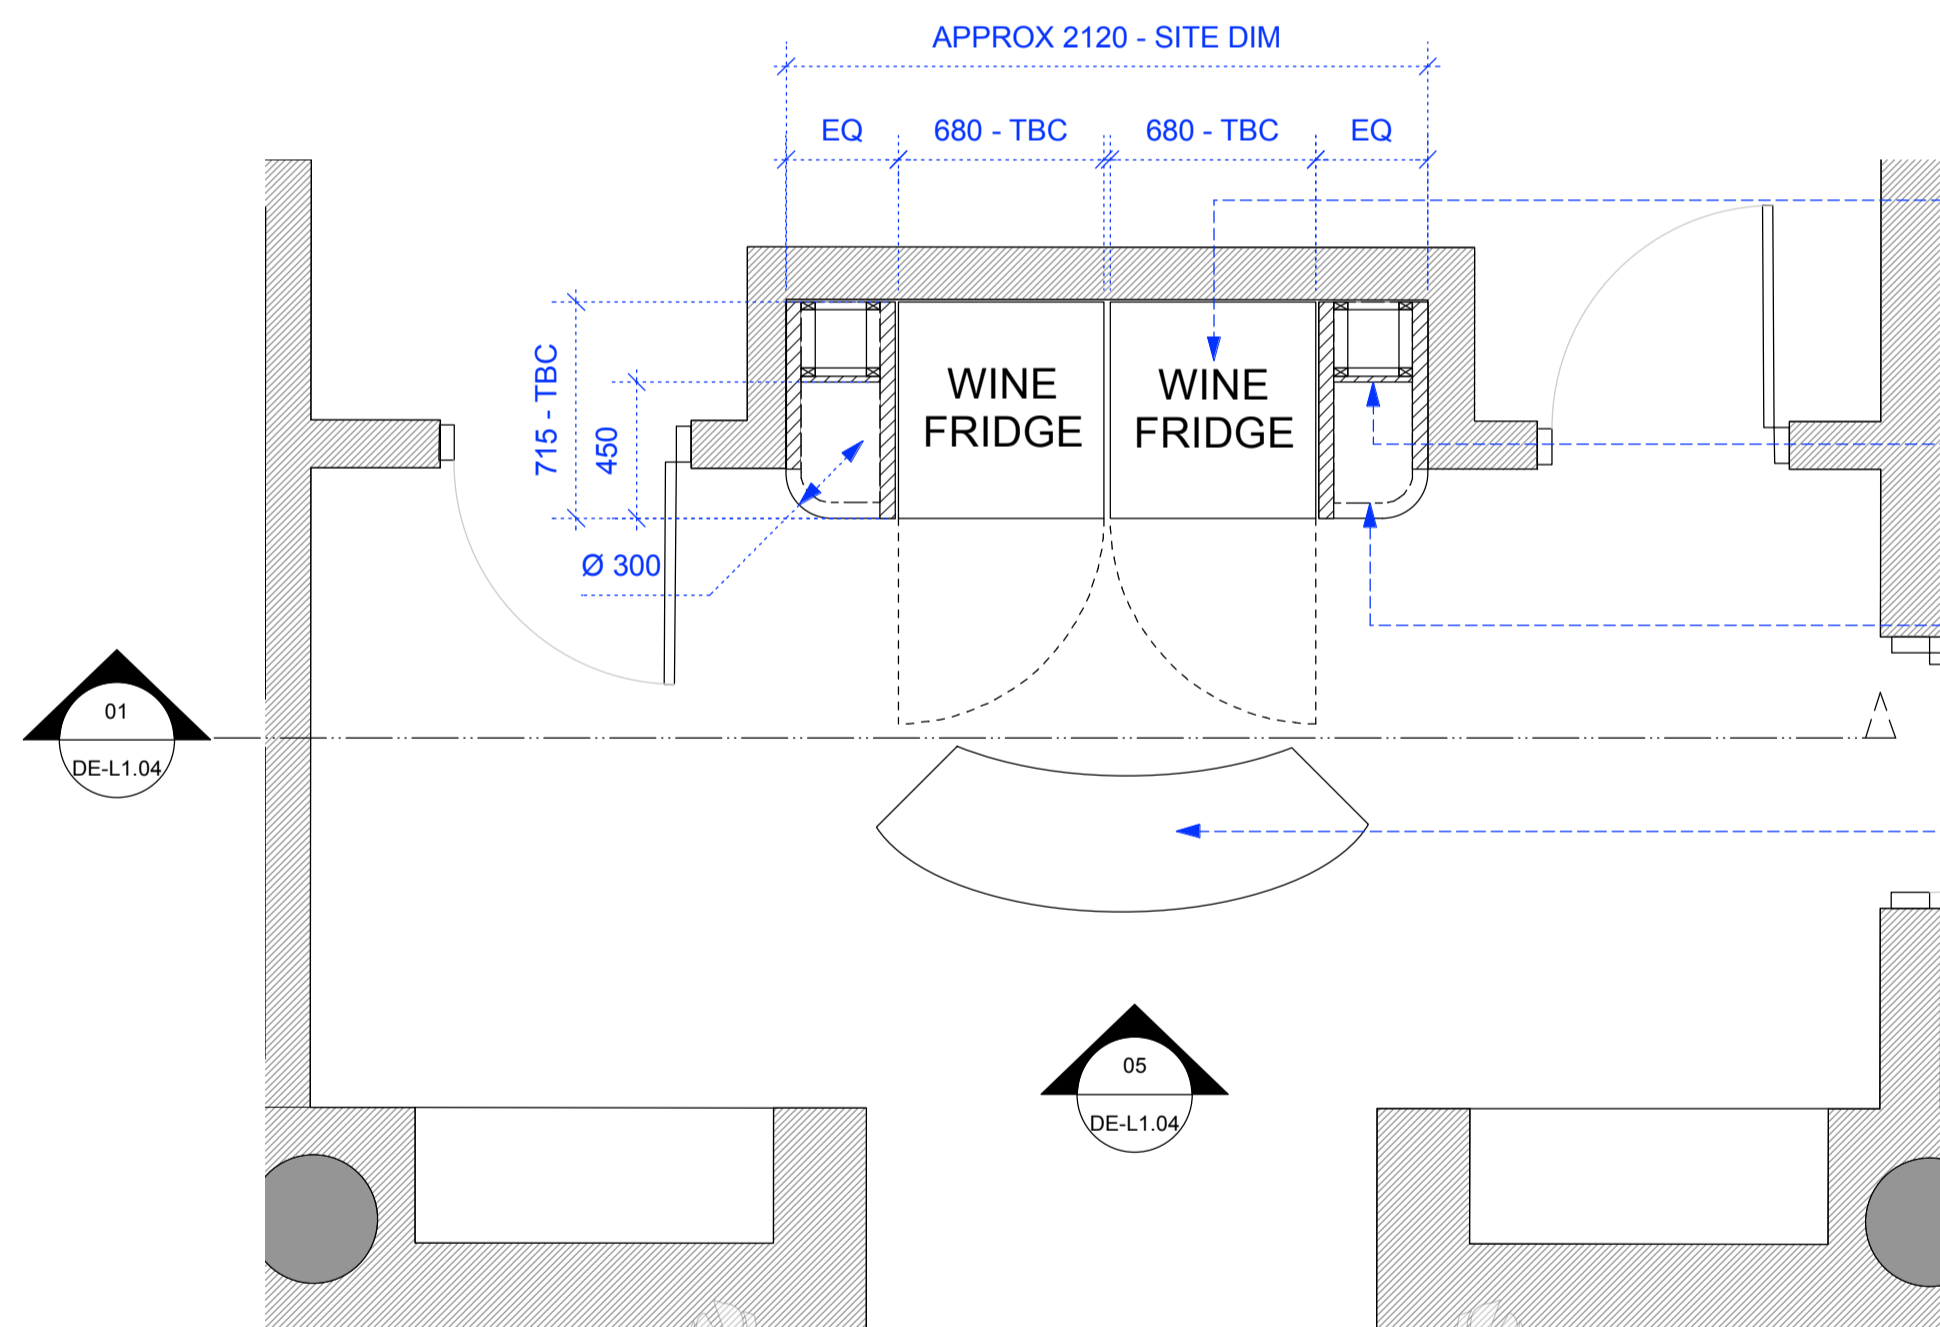 APPROX 2120 - SITE DIM
EQ
680 - TBC
680 - TBC
EQ
715 - TBC
450
WINE
FRIDGE
WINE
FRIDGE
Ø 300
01
DE-L1.04
05
DE-L1.04